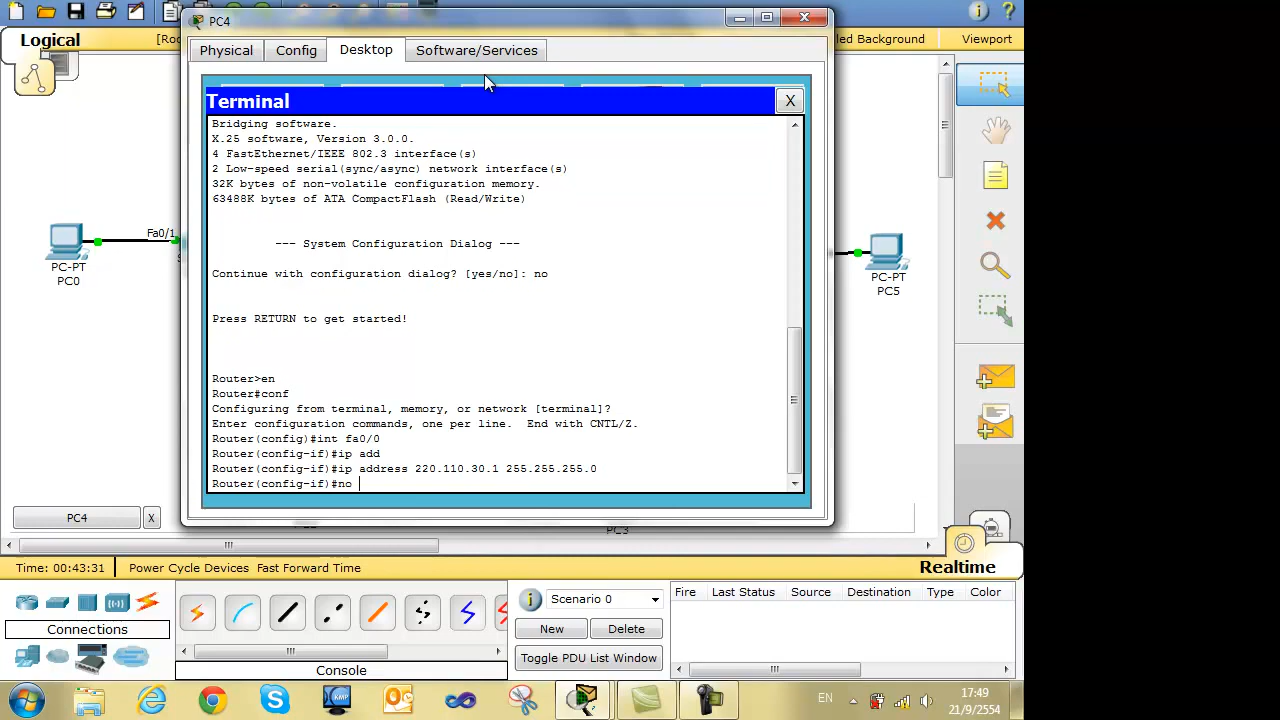 PC4
Logical
[Roo
led Background
Viewport
Physical
Config
Desktop
Software/Services
Terminal
X
Bridging software.
X.25 software, Version 3.0.0.
4 FastEthernet/IEEE 802.3 interface(s)
2 Low-speed serial(sync/async) network interface(s)
32K bytes of non-volatile configuration memory.
63488K bytes of ATA CompactFlash (Read/Write)
--- System Configuration Dialog ---
Continue with configuration dialog? [yes/no]: no
Press RETURN to get started!
Router>en
Router#conf
Configuring from terminal, memory, or network [terminal]?
Enter configuration commands, one per line.  End with CNTL/Z.
Router(config)#int fa0/0
Router(config-if)#ip add
Router(config-if)#ip address 220.110.30.1 255.255.255.0
Router(config-if)#no
Fa0/1
PC-PT
PC0
PC-PT
PC5
PC4
X
PC3
Time: 00:43:31
Power Cycle Devices  Fast Forward Time
Realtime
Connections
Console
Scenario 0
New
Delete
Toggle PDU List Window
Fire
Last Status
Source
Destination
Type
Color
EN
17:49
21/9/2554